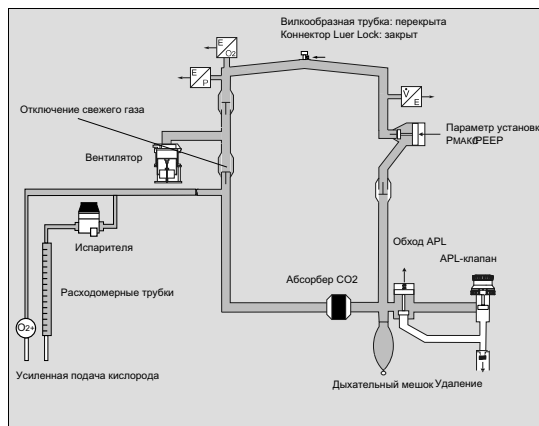 Вилкообразная трубка: перекрыта
Коннектор Luer Lock: закрыт
E
O2
E
P
V̇
E
Отключение свежего газа
Вентилятор
Параметр установк
PМАКС/PEEP
Испарителя
Обход APL
APL-клапан
Абсорбер CO2
Расходомерные трубки
O2+
Усиленная подача кислорода
Дыхательный мешок
Удаление